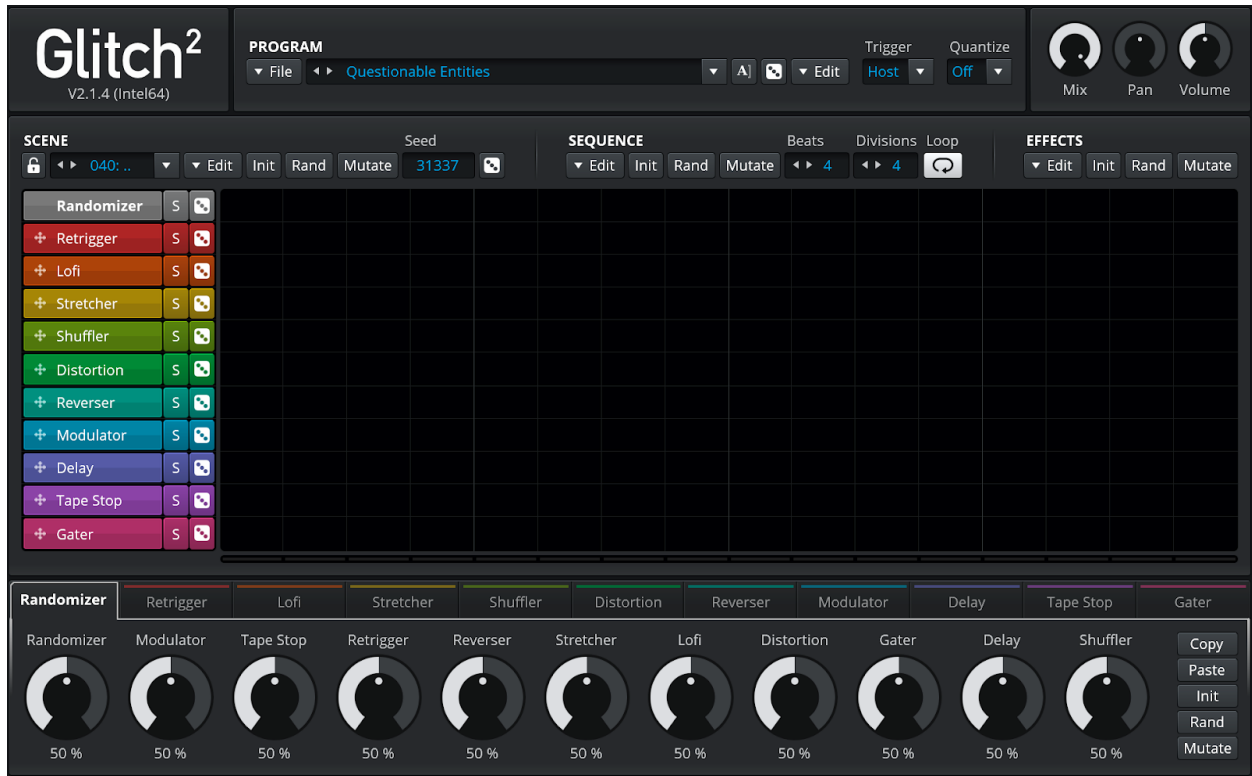 Glitch²
V2.1.4 (Intel64)
PROGRAM
File
Questionable Entities
A
Edit
Trigger
Host
Quantize
Off
Mix
Pan
Volume
SCENE
040: ..
Edit
Init
Rand
Mutate
Seed
31337
SEQUENCE
Edit
Init
Rand
Mutate
Beats
4
Divisions
4
Loop
EFFECTS
Edit
Init
Rand
Mutate
Randomizer S
Retrigger S
Lofi S
Stretcher S
Shuffler S
Distortion S
Reverser S
Modulator S
Delay S
Tape Stop S
Gater S
Randomizer Retrigger Lofi Stretcher Shuffler Distortion Reverser Modulator Delay Tape Stop Gater
Randomizer Modulator Tape Stop Retrigger Reverser Stretcher Lofi Distortion Gater Delay Shuffler
50 % 50 % 50 % 50 % 50 % 50 % 50 % 50 % 50 % 50 % 50 %
Copy
Paste
Init
Rand
Mutate